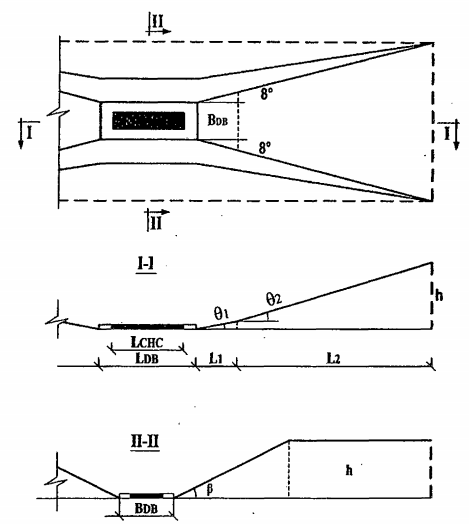 II
8°
BDB
I
I
8°
II
I-I
h
θ1
θ2
LCHC
LDB
L1
L2
II-II
h
β
BDB